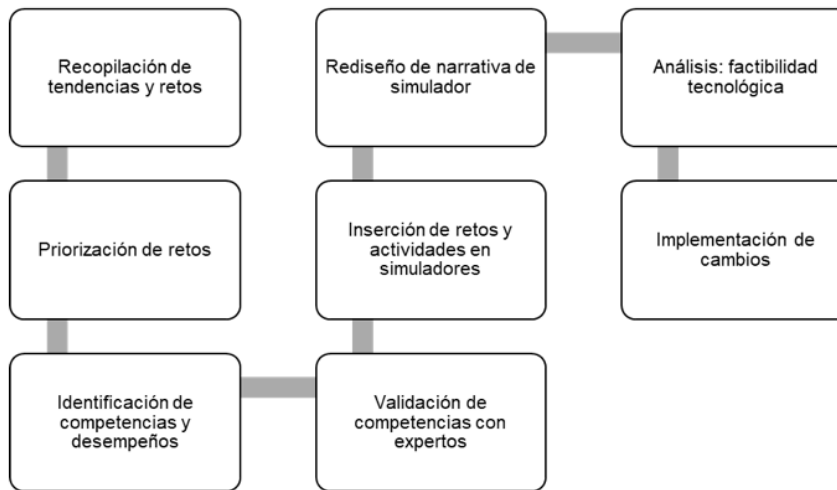 Recopilación de
tendencias y retos
Priorización de retos
Identificación de
competencias y
desempeños
Validación de
competencias con
expertos
Inserción de retos y
actividades en
simuladores
Rediseño de narrativa de
simulador
Análisis: factibilidad
tecnológica
Implementación de
cambios